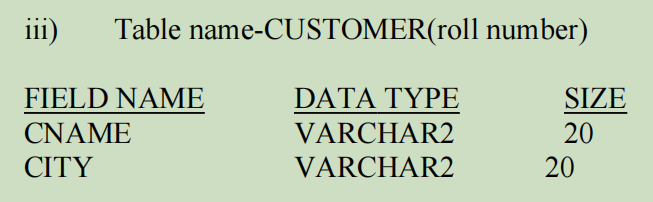 iii) Table name-CUSTOMER(roll number)
FIELD NAME DATA TYPE SIZE
CNAME VARCHAR2 20
CITY VARCHAR2 20